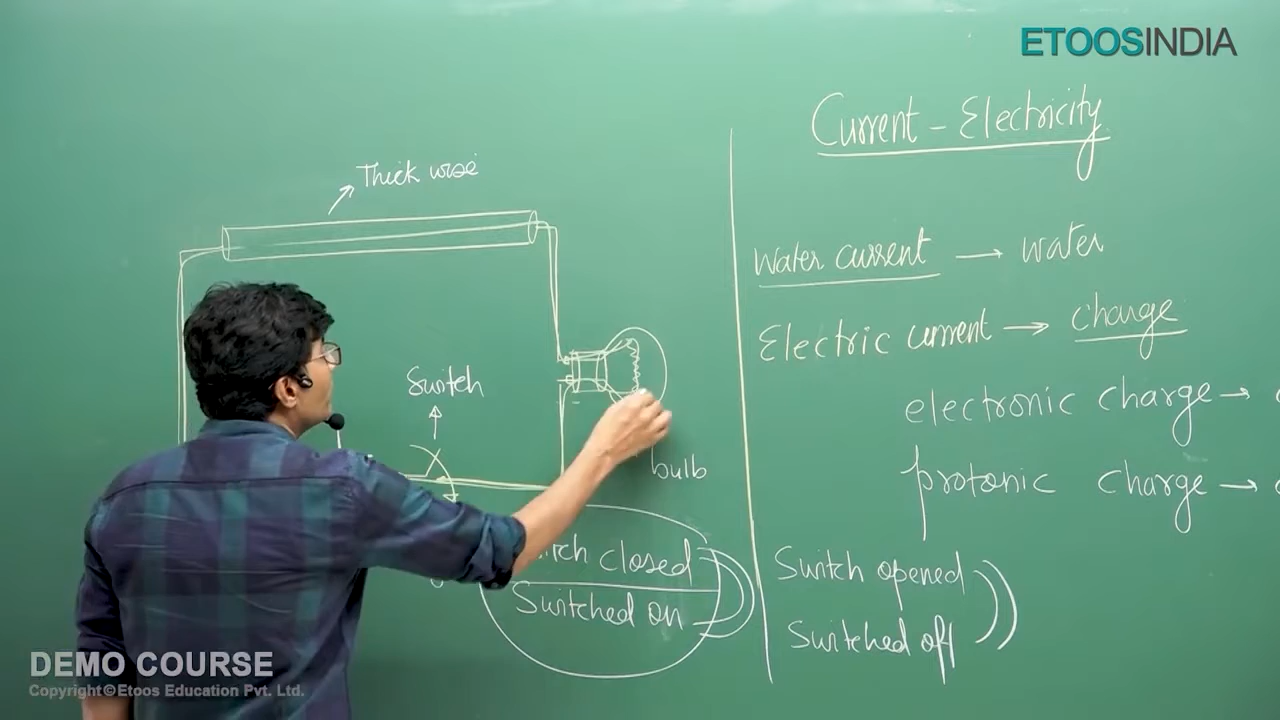 ETOOSINDIA
Current - Electricity
Thick wire
Water current → water
Electric current → charge
Switch
electronic charge →
bulb
protonic charge →
closed
Switched on
Switch opened
Switched off
DEMO COURSE
Copyright©Etoos Education Pvt. Ltd.